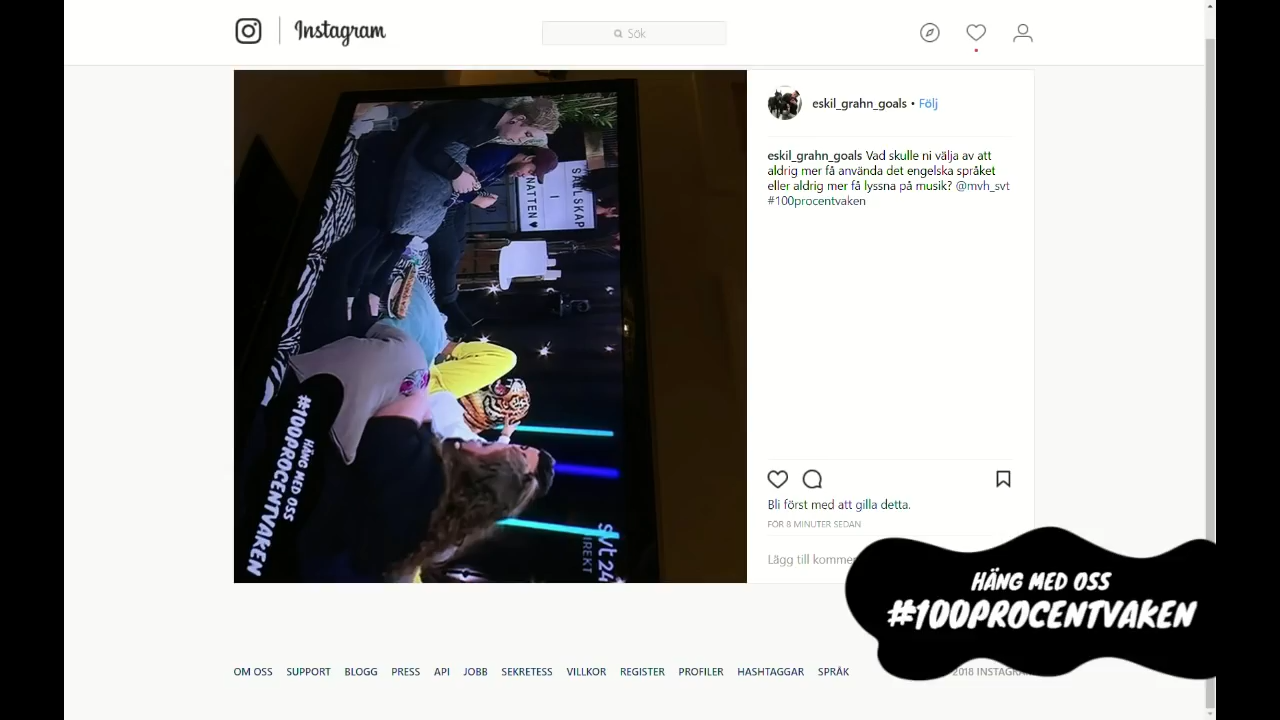 Instagram
Sök
SÄLLSKAP
I
NATTEN♥
HÄNG MED OSS
#100PROCENTVAKEN
svt 24
DIREKT
eskil_grahn_goals • Följ
eskil_grahn_goals Vad skulle ni välja av att
aldrig mer få använda det engelska språket
eller aldrig mer få lyssna på musik? @mvh_svt
#100procentvaken
Bli först med att gilla detta.
FÖR 8 MINUTER SEDAN
Lägg till komme
HÄNG MED OSS
#100PROCENTVAKEN
OM OSS SUPPORT BLOGG PRESS API JOBB SEKRETESS VILLKOR REGISTER PROFILER HASHTAGGAR SPRÅK 2018 INSTAGRAM